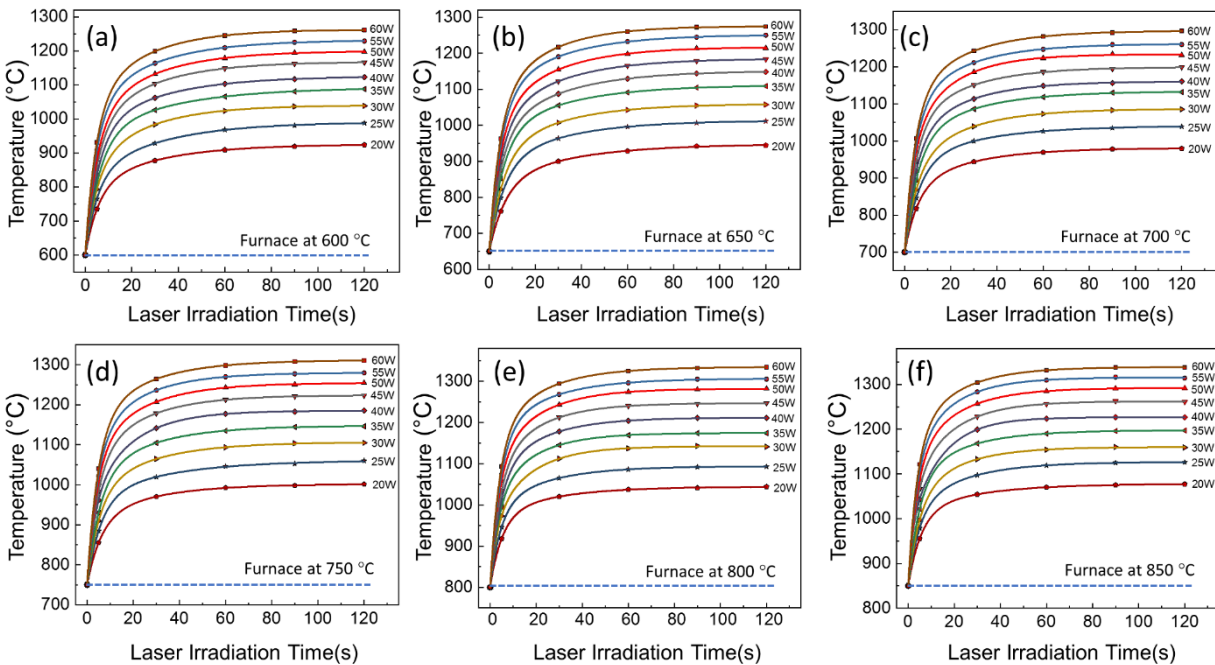 (a)
Temperature (°C)
1300
1200
1100
1000
900
800
700
600
60W
55W
50W
45W
40W
35W
30W
25W
20W
Furnace at 600 °C
0 20 40 60 80 100 120
Laser Irradiation Time(s)
(b)
Temperature (°C)
1300
1200
1100
1000
900
800
700
600
60W
55W
50W
45W
40W
35W
30W
25W
20W
Furnace at 650 °C
0 20 40 60 80 100 120
Laser Irradiation Time(s)
(c)
Temperature (°C)
1300
1200
1100
1000
900
800
700
60W
55W
50W
45W
40W
35W
30W
25W
20W
Furnace at 700 °C
0 20 40 60 80 100 120
Laser Irradiation Time(s)
(d)
Temperature (°C)
1300
1200
1100
1000
900
800
700
60W
55W
50W
45W
40W
35W
30W
25W
20W
Furnace at 750 °C
0 20 40 60 80 100 120
Laser Irradiation Time(s)
(e)
Temperature (°C)
1300
1200
1100
1000
900
800
60W
55W
50W
45W
40W
35W
30W
25W
20W
Furnace at 800 °C
0 20 40 60 80 100 120
Laser Irradiation Time(s)
(f)
Temperature (°C)
1300
1200
1100
1000
900
800
60W
55W
50W
45W
40W
35W
30W
25W
20W
Furnace at 850 °C
0 20 40 60 80 100 120
Laser Irradiation Time(s)